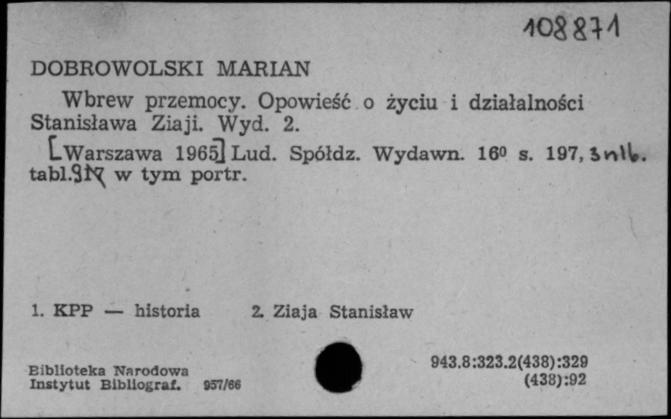 108871
DOBROWOLSKI MARIAN
Wbrew przemocy. Opowieść o życiu i działalności
Stanisława Ziaji. Wyd. 2.
[Warszawa 1965] Lud. Spółdz. Wydawn. 16⁰ s. 197, 3nlb.
tabl. w tym portr.
1. KPP — historia 2. Ziaja Stanisław
Biblioteka Narodowa
Instytut Bibliograf. 957/66
943.8:323.2(438):329
(438):92